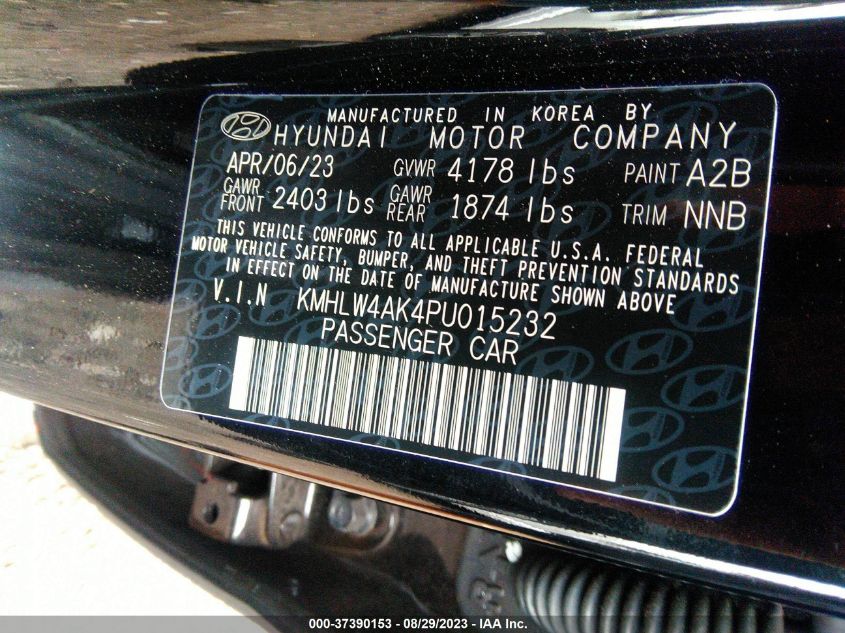 MANUFACTURED IN KOREA BY
HYUNDAI MOTOR COMPANY
APR/06/23 GVWR 4178 lbs PAINT A2B
GAWR FRONT 2403 lbs GAWR REAR 1874 lbs TRIM NNB
THIS VEHICLE CONFORMS TO ALL APPLICABLE U.S.A. FEDERAL
MOTOR VEHICLE SAFETY, BUMPER, AND THEFT PREVENTION STANDARDS
IN EFFECT ON THE DATE OF MANUFACTURE SHOWN ABOVE
V.I.N KMHLW4AK4PU015232
PASSENGER CAR
000-37390153 - 08/29/2023 - IAA Inc.